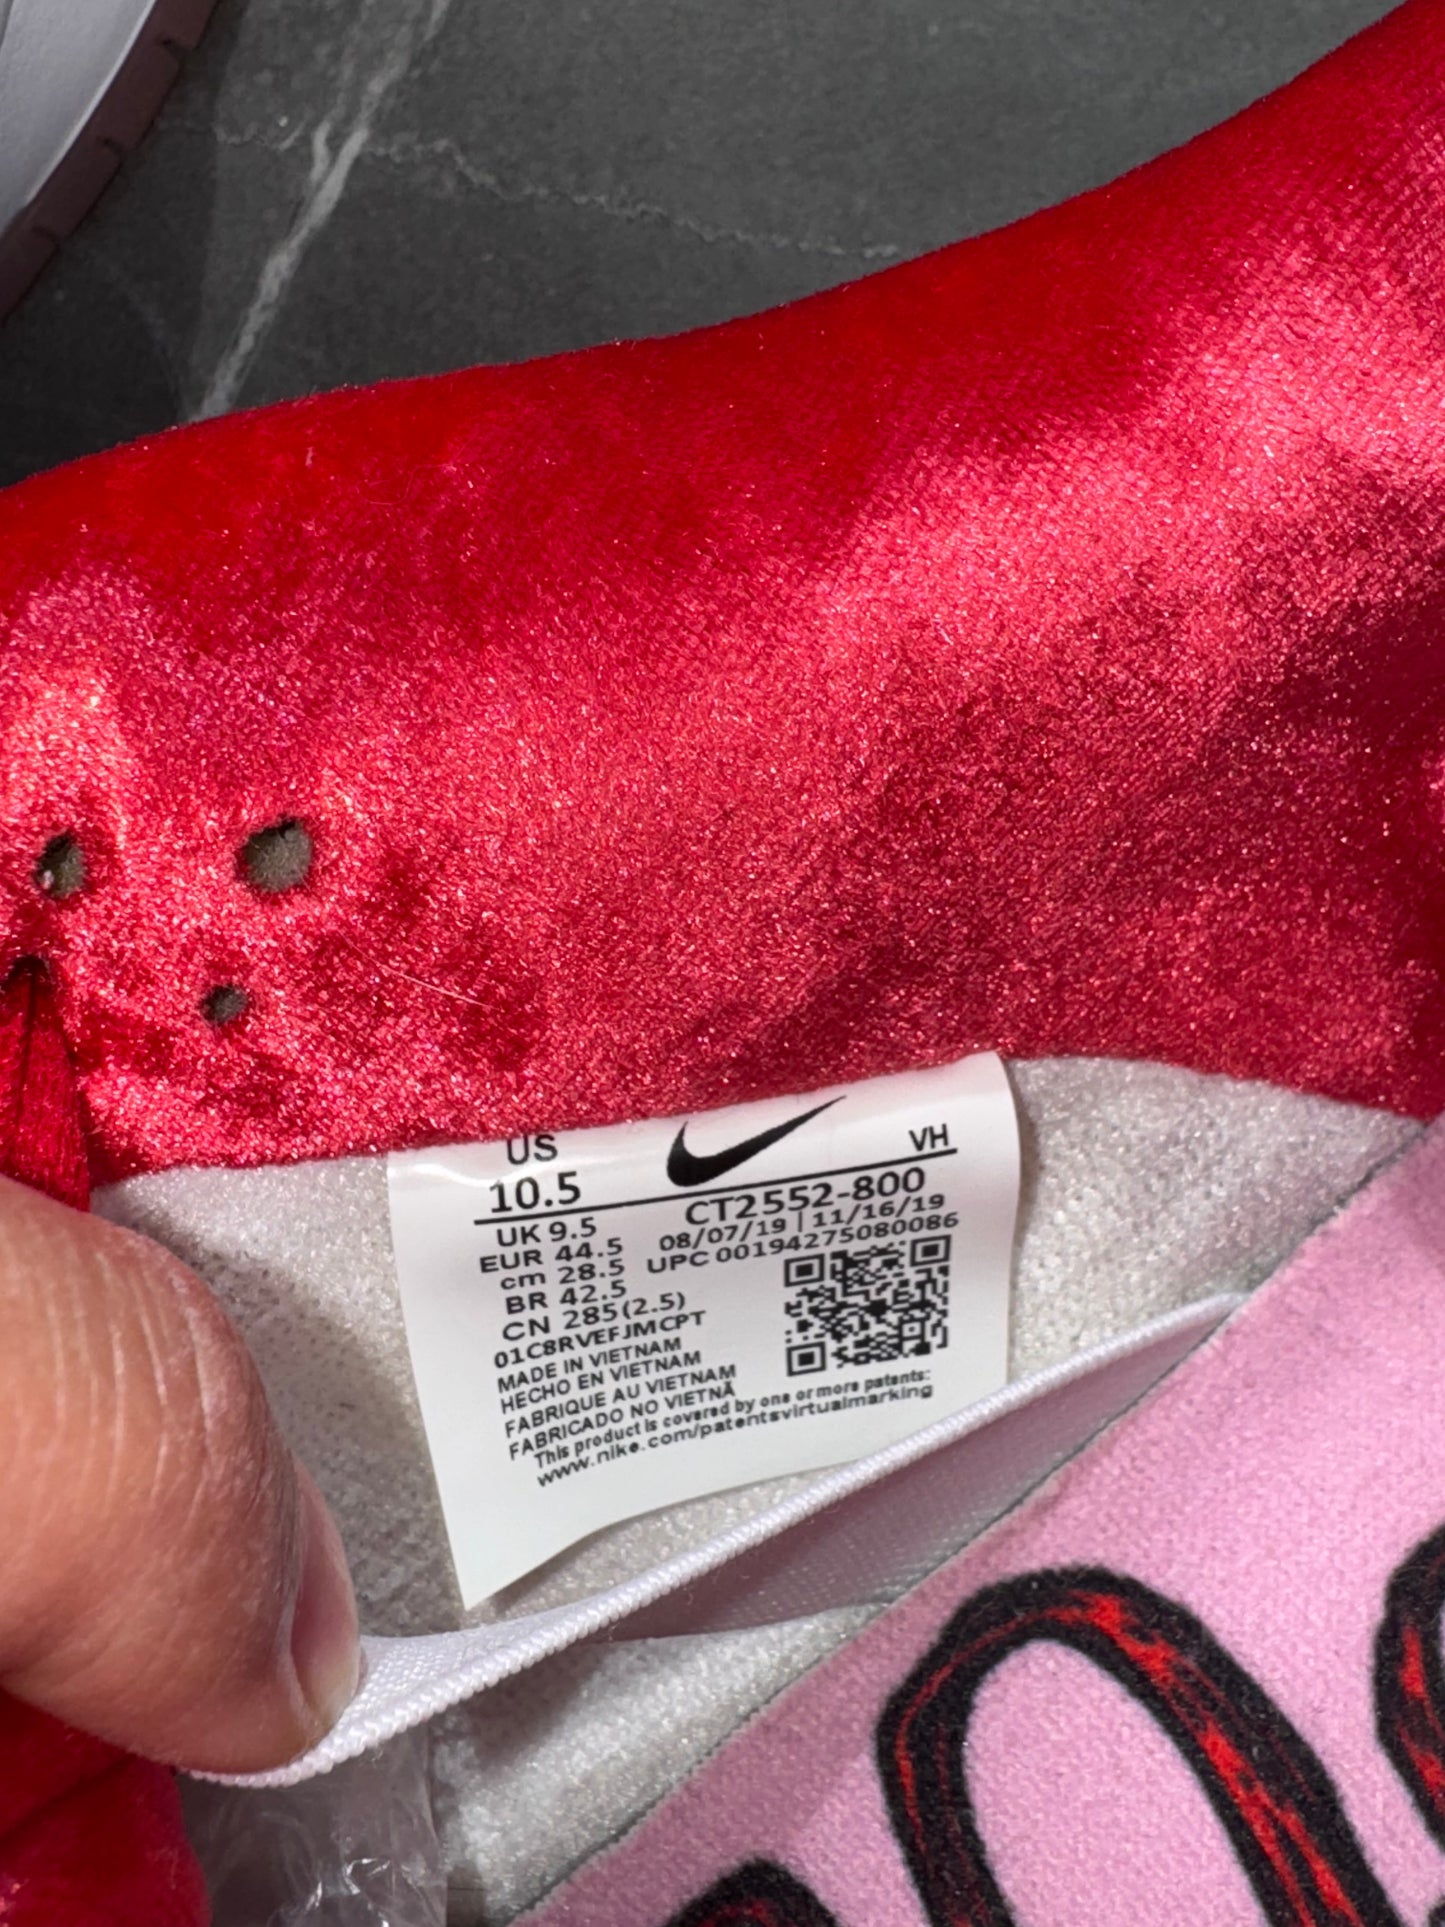 US
10.5
VH
CT2552-800
08/07/19 | 11/16/19
UPC 00194275080086
UK 9.5
EUR 44.5
cm 28.5
BR 42.5
CN 285(2.5)
01C8RVEFJMCPT
MADE IN VIETNAM
HECHO EN VIETNAM
FABRIQUE AU VIETNAM
FABRICADO NO VIETNÃ
This product is covered by one or more patents:
www.nike.com/patentsvirtualmarking